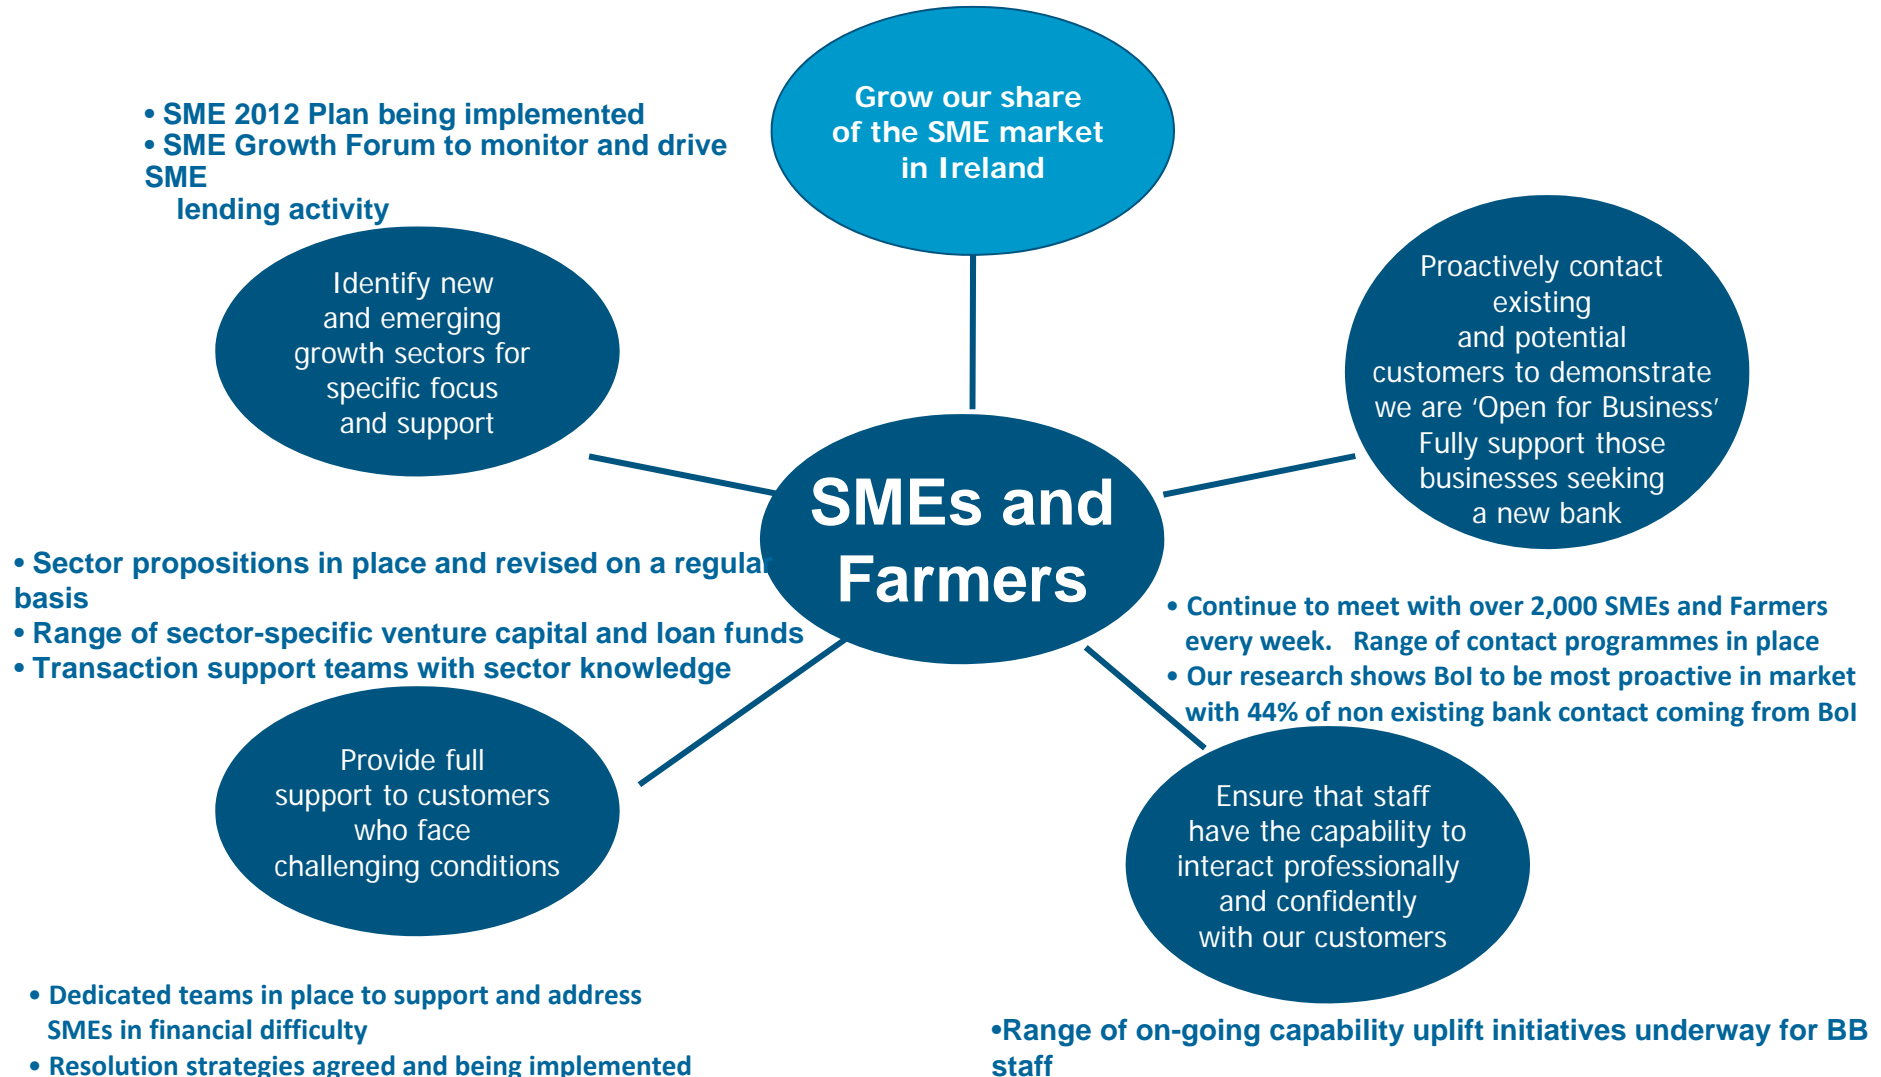 Grow our share
of the SME market
in Ireland
• SME 2012 Plan being implemented
• SME Growth Forum to monitor and drive
SME
lending activity
Identify new
and emerging
growth sectors for
specific focus
and support
Proactively contact
existing
and potential
customers to demonstrate
we are ‘Open for Business’
Fully support those
businesses seeking
a new bank
SMEs and
Farmers
• Sector propositions in place and revised on a regular
basis
• Range of sector-specific venture capital and loan funds
• Transaction support teams with sector knowledge
• Continue to meet with over 2,000 SMEs and Farmers
every week. Range of contact programmes in place
• Our research shows BoI to be most proactive in market
with 44% of non existing bank contact coming from BoI
Provide full
support to customers
who face
challenging conditions
Ensure that staff
have the capability to
interact professionally
and confidently
with our customers
• Dedicated teams in place to support and address
SMEs in financial difficulty
• Resolution strategies agreed and being implemented
•Range of on-going capability uplift initiatives underway for BB
staff